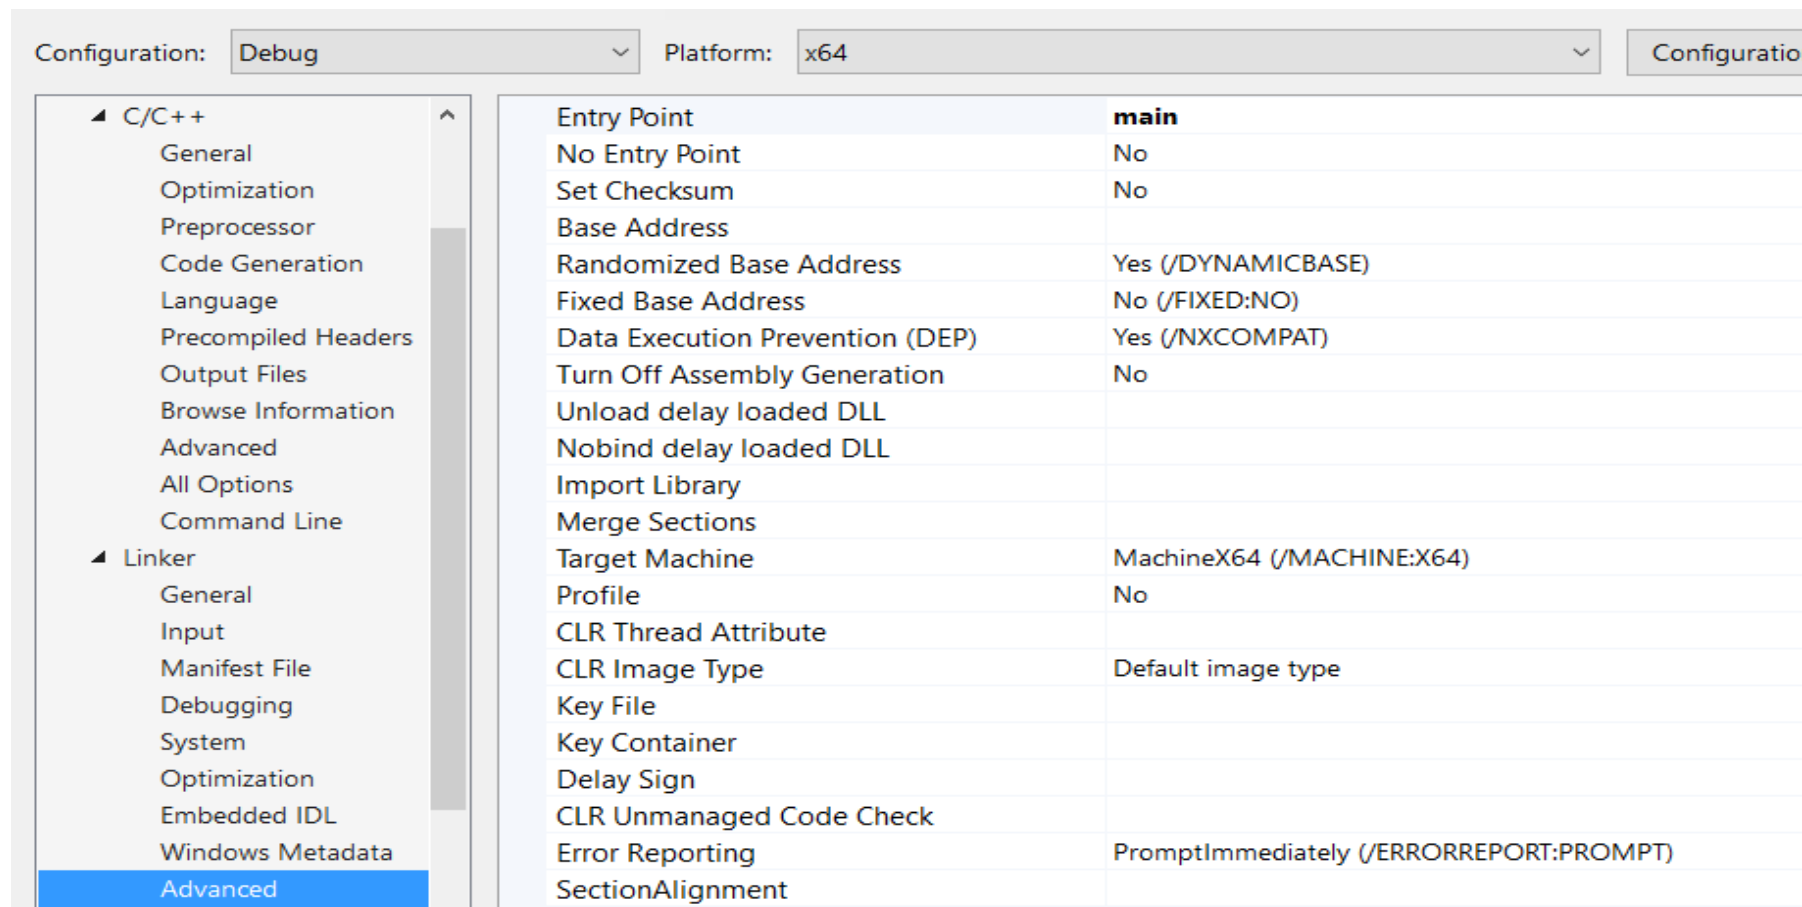 Configuration: Debug Platform: x64 Configuratio
C/C++
General
Optimization
Preprocessor
Code Generation
Language
Precompiled Headers
Output Files
Browse Information
Advanced
All Options
Command Line
Linker
General
Input
Manifest File
Debugging
System
Optimization
Embedded IDL
Windows Metadata
Advanced
Entry Point main
No Entry Point No
Set Checksum No
Base Address
Randomized Base Address Yes (/DYNAMICBASE)
Fixed Base Address No (/FIXED:NO)
Data Execution Prevention (DEP) Yes (/NXCOMPAT)
Turn Off Assembly Generation No
Unload delay loaded DLL
Nobind delay loaded DLL
Import Library
Merge Sections
Target Machine MachineX64 (/MACHINE:X64)
Profile No
CLR Thread Attribute
CLR Image Type Default image type
Key File
Key Container
Delay Sign
CLR Unmanaged Code Check
Error Reporting PromptImmediately (/ERRORREPORT:PROMPT)
SectionAlignment